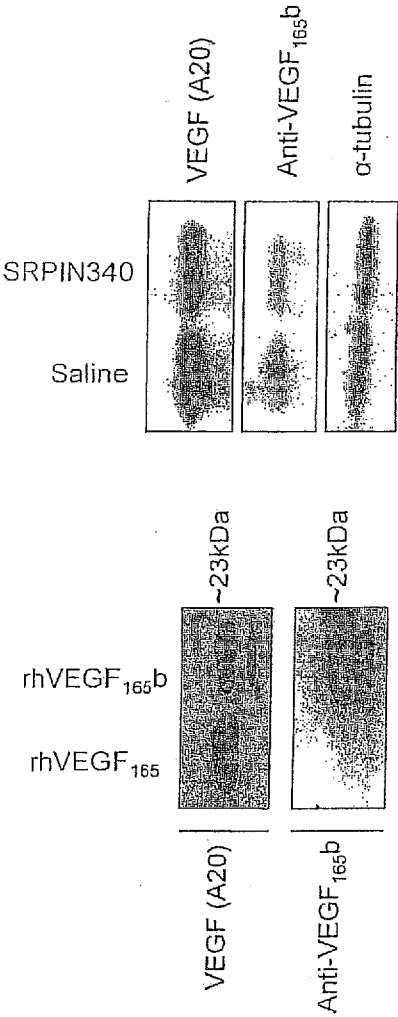 SRPIN340
Saline
VEGF (A20)
Anti-VEGF₁₆₅b
α-tubulin
rhVEGF₁₆₅b
rhVEGF₁₆₅
~23kDa
~23kDa
VEGF (A20)
Anti-VEGF₁₆₅b